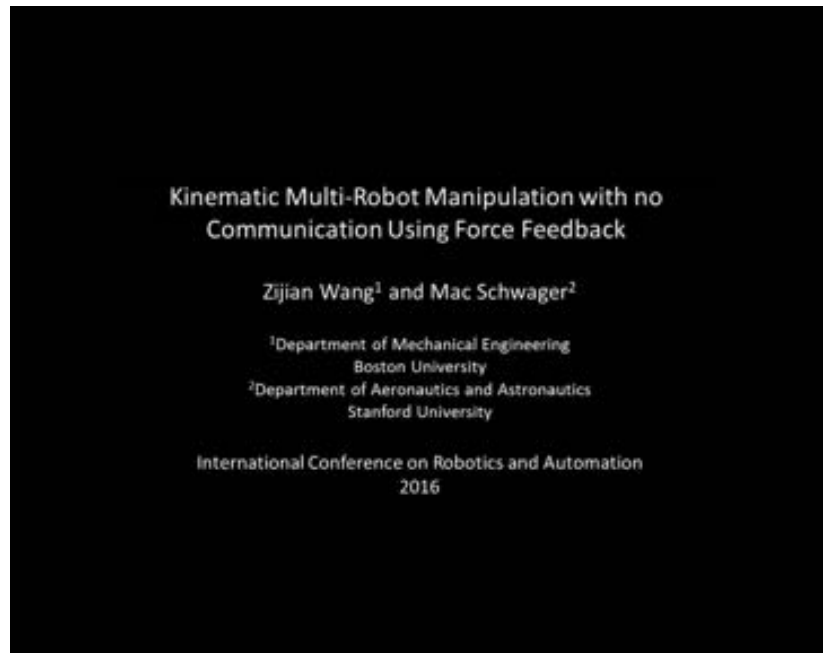 Kinematic Multi-Robot Manipulation with no
Communication Using Force Feedback
Zijian Wang¹ and Mac Schwager²
¹Department of Mechanical Engineering
Boston University
²Department of Aeronautics and Astronautics
Stanford University
International Conference on Robotics and Automation
2016